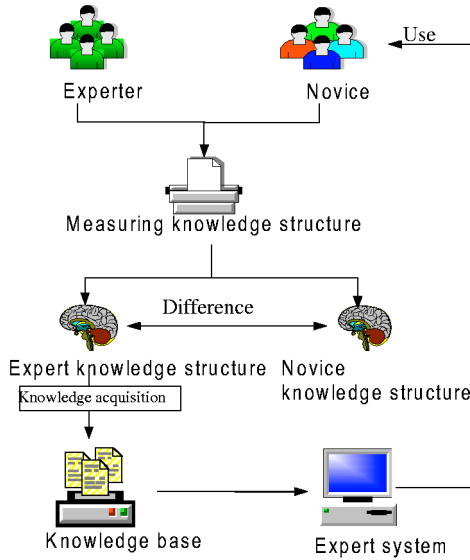 Use
Experter
Novice
Measuring knowledge structure
Difference
Expert knowledge structure
Novice
knowledge structure
Knowledge acquisition
Knowledge base
Expert system